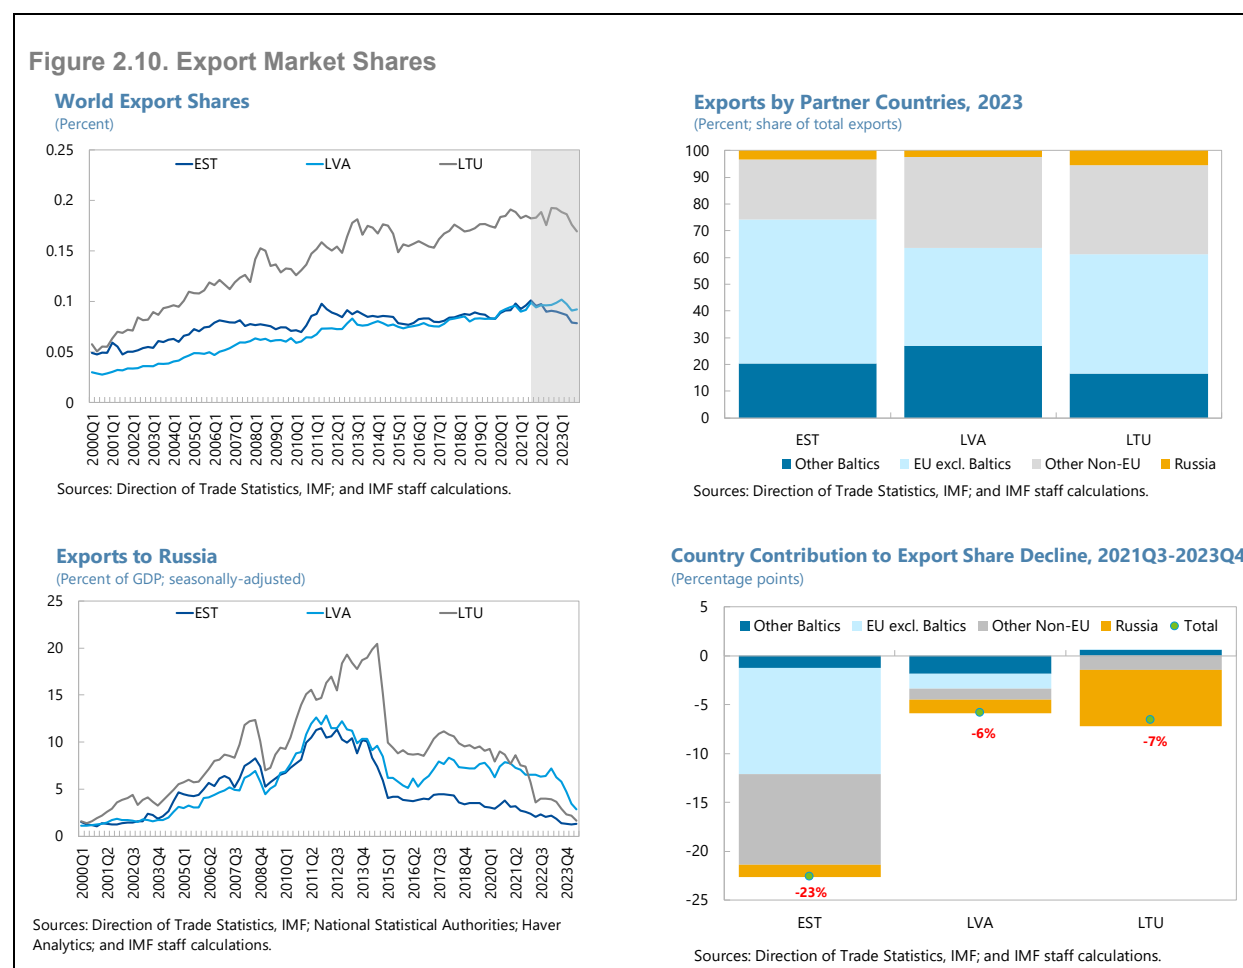 Figure 2.10. Export Market Shares
World Export Shares
(Percent)
0.25
0.2
0.15
0.1
0.05
0
EST LVA LTU
2000Q1 2001Q1 2002Q1 2003Q1 2004Q1 2005Q1 2006Q1 2007Q1 2008Q1 2009Q1 2010Q1 2011Q1 2012Q1 2013Q1 2014Q1 2015Q1 2016Q1 2017Q1 2018Q1 2019Q1 2020Q1 2021Q1 2022Q1 2023Q1
Sources: Direction of Trade Statistics, IMF; and IMF staff calculations.
Exports by Partner Countries, 2023
(Percent; share of total exports)
100
90
80
70
60
50
40
30
20
10
0
EST LVA LTU
Other Baltics EU excl. Baltics Other Non-EU Russia
Sources: Direction of Trade Statistics, IMF; and IMF staff calculations.
Exports to Russia
(Percent of GDP; seasonally-adjusted)
25
20
15
10
5
0
EST LVA LTU
2000Q1 2001Q2 2002Q3 2003Q4 2005Q1 2006Q2 2007Q3 2008Q4 2010Q1 2011Q2 2012Q3 2013Q4 2015Q1 2016Q2 2017Q3 2018Q4 2020Q1 2021Q2 2022Q3 2023Q4
Sources: Direction of Trade Statistics, IMF; National Statistical Authorities; Haver
Analytics; and IMF staff calculations.
Country Contribution to Export Share Decline, 2021Q3-2023Q4
(Percentage points)
5
0
-5
-10
-15
-20
-25
Other Baltics EU excl. Baltics Other Non-EU Russia Total
-23%
-6%
-7%
EST LVA LTU
Sources: Direction of Trade Statistics, IMF; and IMF staff calculations.